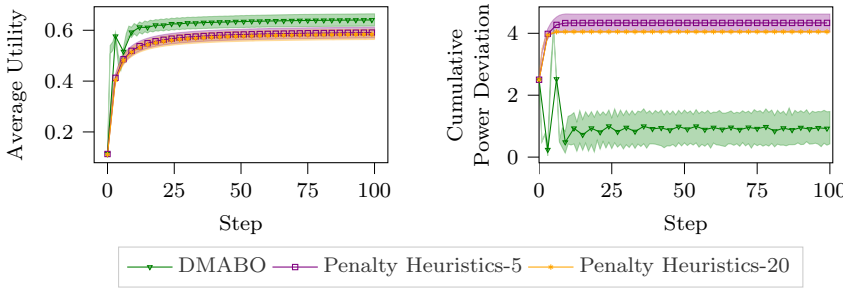 0.6
0.4
0.2
Average Utility
0
25
50
75
100
Step
4
2
0
Cumulative
Power Deviation
0
25
50
75
100
Step
DMABO
Penalty Heuristics-5
Penalty Heuristics-20